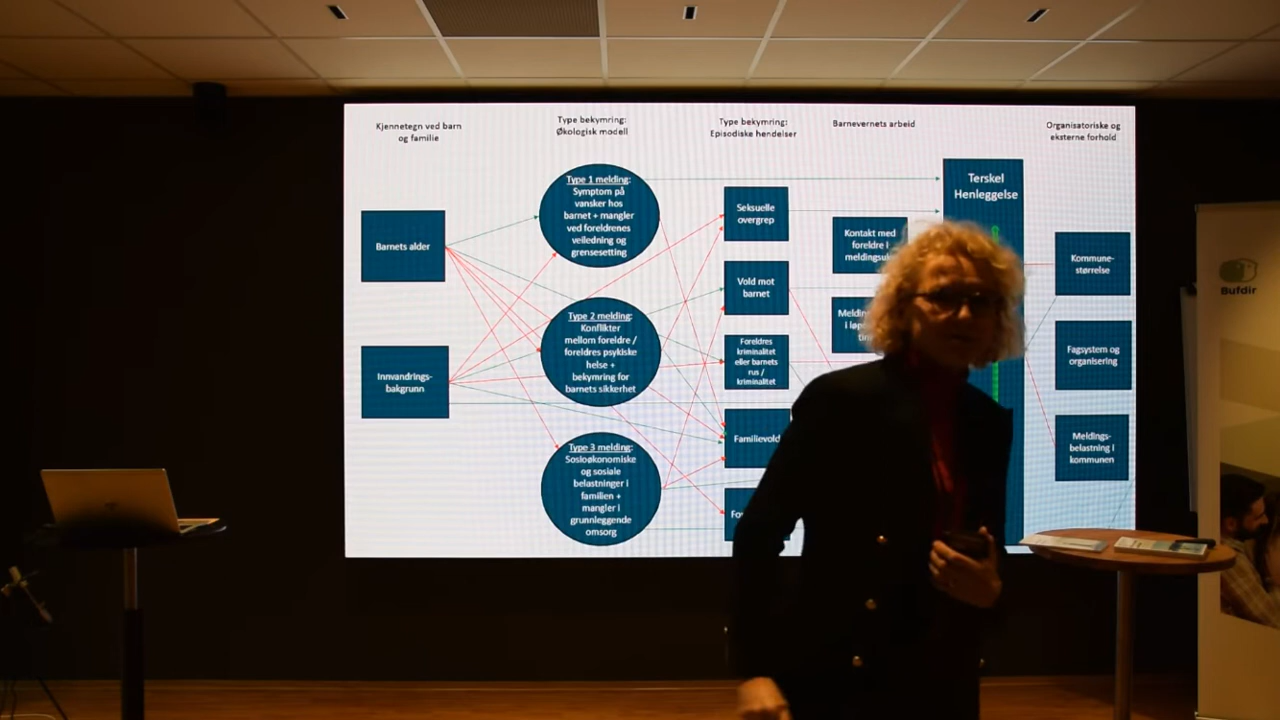 Kjennetegn ved barn
og familie
Type bekymring:
Økologisk modell
Type bekymring:
Episodiske hendelser
Barnevernets arbeid
Organisatoriske og
eksterne forhold
Barnets alder
Innvandrings-
bakgrunn
Type 1 melding:
Symptom på
vansker hos
barnet + mangler
ved foreldrenes
veiledning og
grensesetting
Type 2 melding:
Konflikter
mellom foreldre /
foreldres psykiske
helse +
bekymring for
barnets sikkerhet
Type 3 melding:
Sosioøkonomiske
og sosiale
belastninger i
familien +
mangler i
grunnleggende
omsorg
Seksuelle
overgrep
Vold mot
barnet
Foreldres
kriminalitet
eller barnets
rus /
kriminalitet
Familievold
Kontakt med
foreldre i
Terskel
Henleggelse
Kommune-
størrelse
Fagsystem og
organisering
Meldings-
belastning i
kommunen
Bufdir